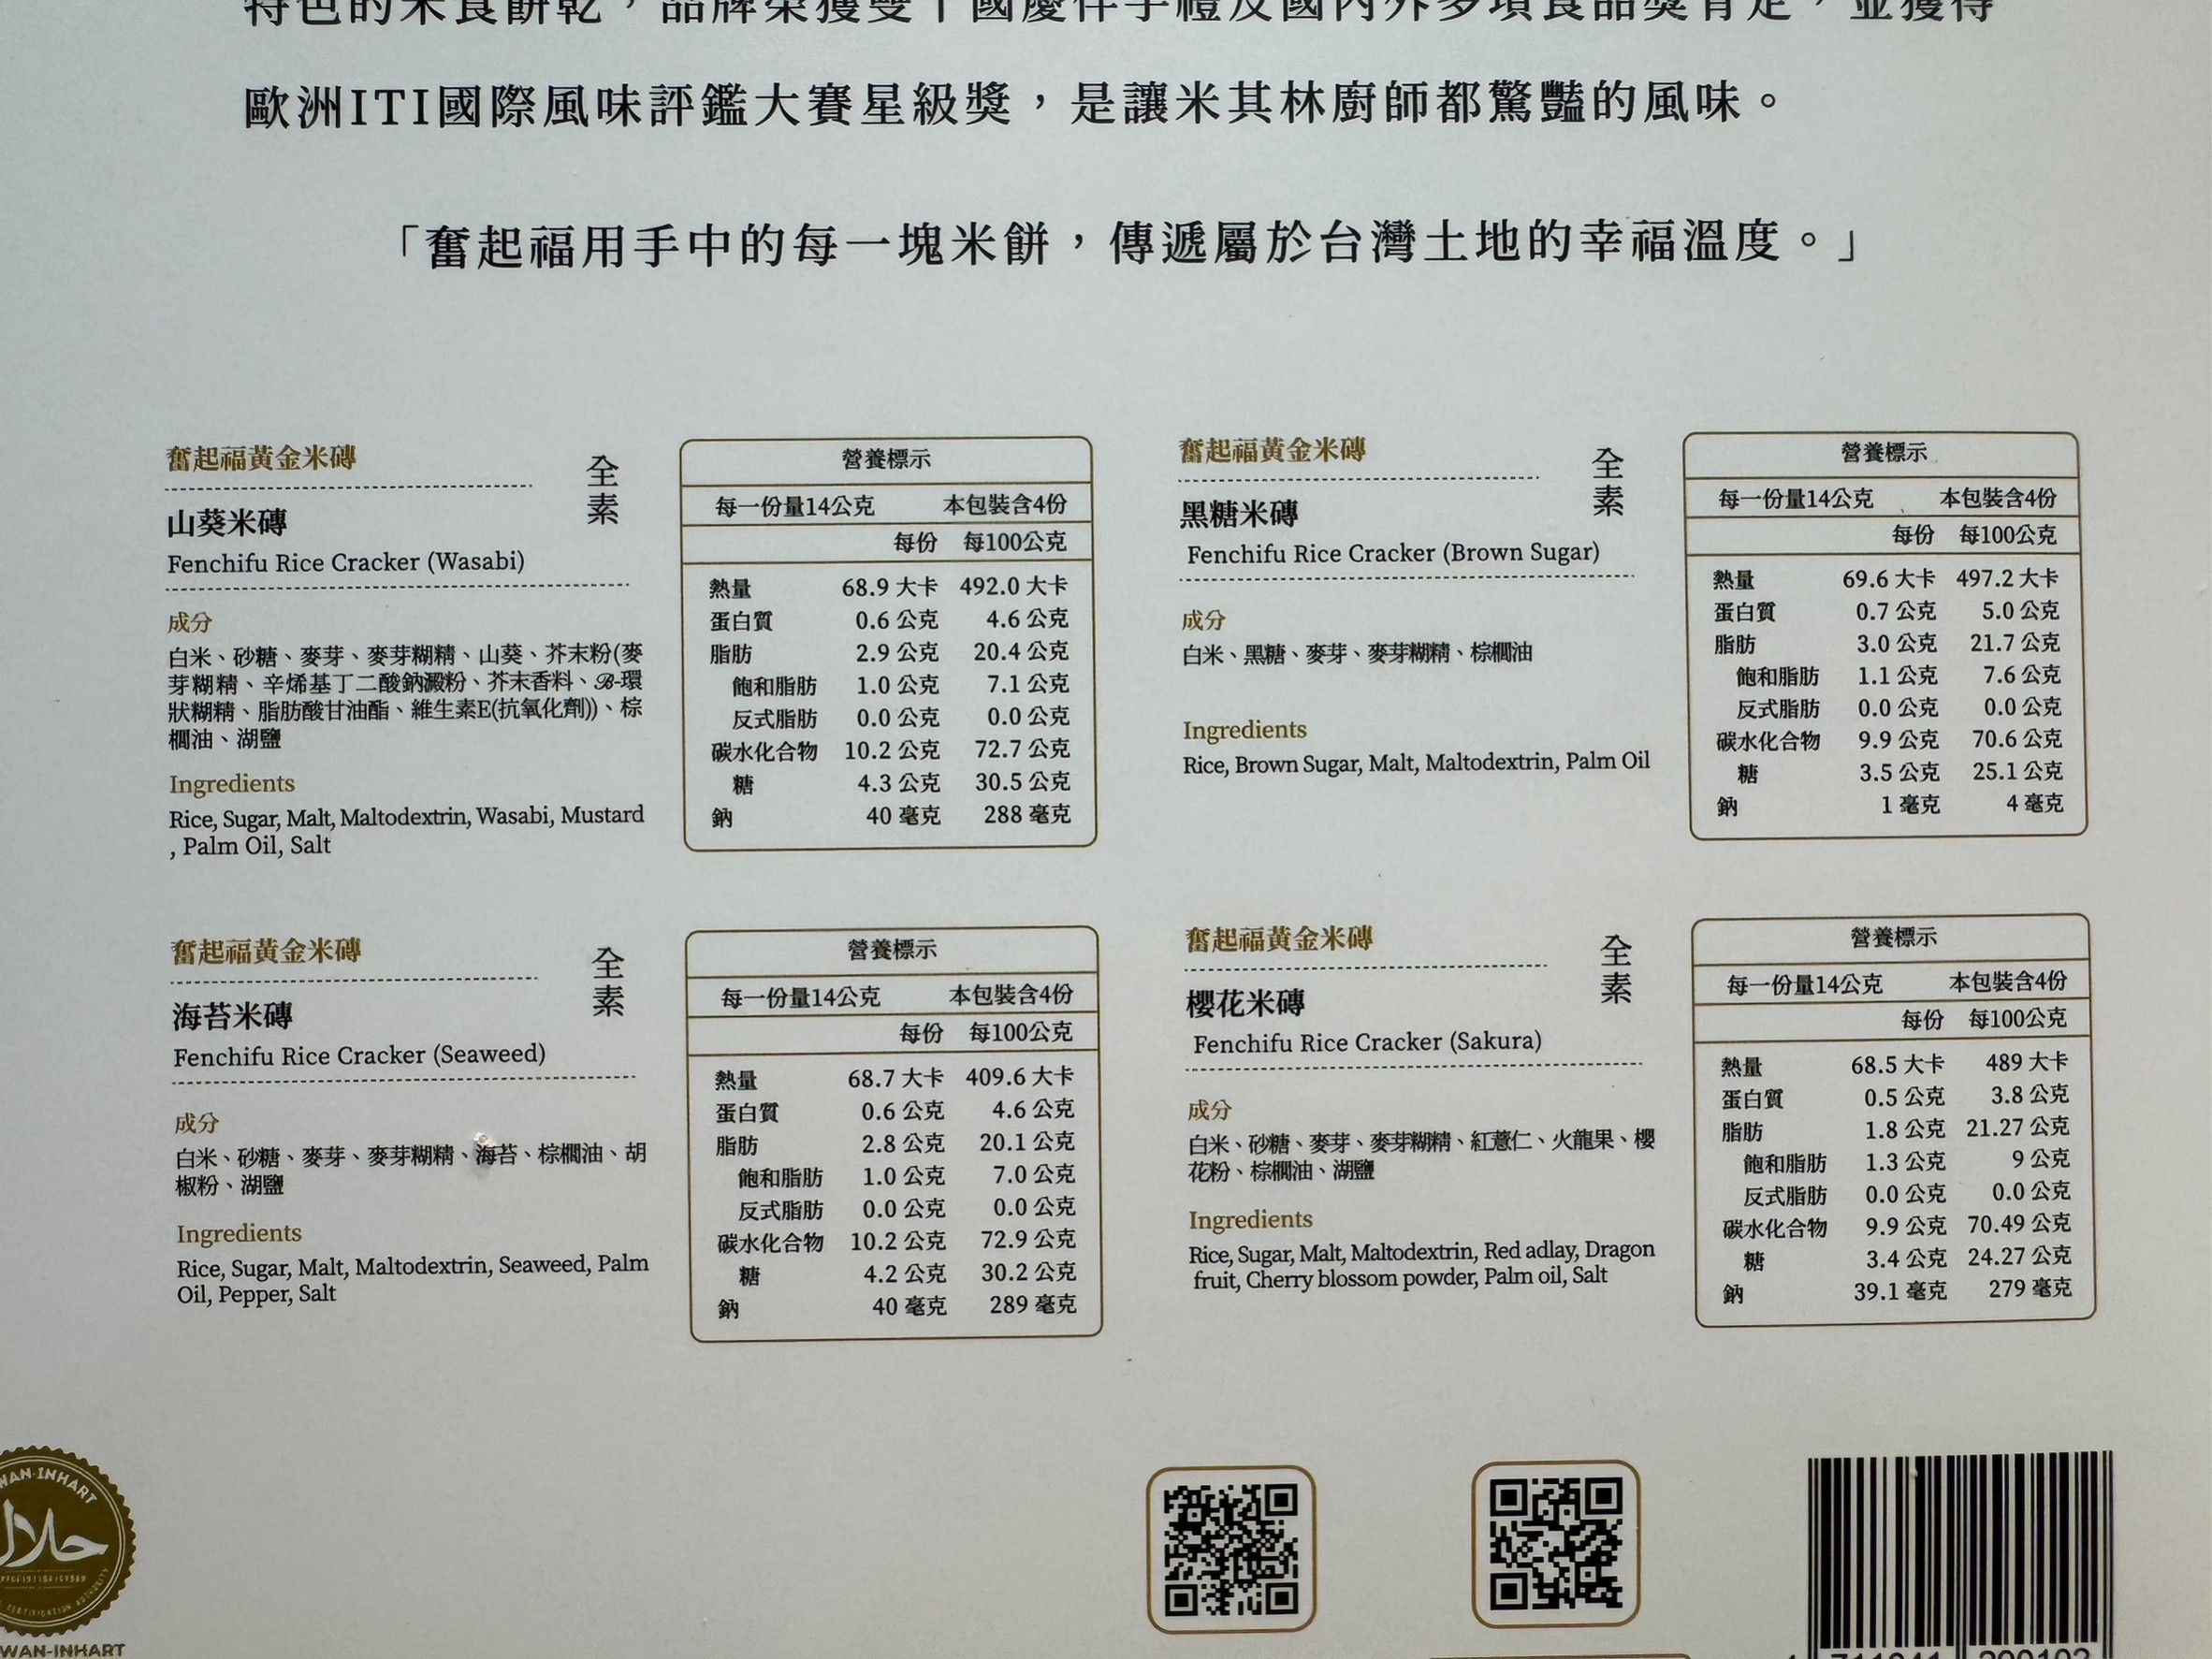 歐洲ITI國際風味評鑑大賽星級獎，是讓米其林廚師都驚豔的風味。
「奮起福用手中的每一塊米餅，傳遞屬於台灣土地的幸福溫度。」
奮起福黃金米磚
全素
山葵米磚
Fenchifu Rice Cracker (Wasabi)
成分
白米、砂糖、麥芽、麥芽糊精、山葵、芥末粉(麥
芽糊精、辛烯基丁二酸鈉澱粉、芥末香料、ℬ-環
狀糊精、脂肪酸甘油酯、維生素E(抗氧化劑))、棕
櫚油、湖鹽
Ingredients
Rice, Sugar, Malt, Maltodextrin, Wasabi, Mustard
, Palm Oil, Salt
營養標示
每一份量14公克 本包裝含4份
每份 每100公克
熱量 68.9 大卡 492.0 大卡
蛋白質 0.6 公克 4.6 公克
脂肪 2.9 公克 20.4 公克
飽和脂肪 1.0 公克 7.1 公克
反式脂肪 0.0 公克 0.0 公克
碳水化合物 10.2 公克 72.7 公克
糖 4.3 公克 30.5 公克
鈉 40 毫克 288 毫克
奮起福黃金米磚
全素
黑糖米磚
Fenchifu Rice Cracker (Brown Sugar)
成分
白米、黑糖、麥芽、麥芽糊精、棕櫚油
Ingredients
Rice, Brown Sugar, Malt, Maltodextrin, Palm Oil
營養標示
每一份量14公克 本包裝含4份
每份 每100公克
熱量 69.6 大卡 497.2 大卡
蛋白質 0.7 公克 5.0 公克
脂肪 3.0 公克 21.7 公克
飽和脂肪 1.1 公克 7.6 公克
反式脂肪 0.0 公克 0.0 公克
碳水化合物 9.9 公克 70.6 公克
糖 3.5 公克 25.1 公克
鈉 1 毫克 4 毫克
奮起福黃金米磚
全素
海苔米磚
Fenchifu Rice Cracker (Seaweed)
成分
白米、砂糖、麥芽、麥芽糊精、海苔、棕櫚油、胡
椒粉、湖鹽
Ingredients
Rice, Sugar, Malt, Maltodextrin, Seaweed, Palm
Oil, Pepper, Salt
營養標示
每一份量14公克 本包裝含4份
每份 每100公克
熱量 68.7 大卡 409.6 大卡
蛋白質 0.6 公克 4.6 公克
脂肪 2.8 公克 20.1 公克
飽和脂肪 1.0 公克 7.0 公克
反式脂肪 0.0 公克 0.0 公克
碳水化合物 10.2 公克 72.9 公克
糖 4.2 公克 30.2 公克
鈉 40 毫克 289 毫克
奮起福黃金米磚
全素
櫻花米磚
Fenchifu Rice Cracker (Sakura)
成分
白米、砂糖、麥芽、麥芽糊精、紅薏仁、火龍果、櫻
花粉、棕櫚油、湖鹽
Ingredients
Rice, Sugar, Malt, Maltodextrin, Red adlay, Dragon
fruit, Cherry blossom powder, Palm oil, Salt
營養標示
每一份量14公克 本包裝含4份
每份 每100公克
熱量 68.5 大卡 489 大卡
蛋白質 0.5 公克 3.8 公克
脂肪 1.8 公克 21.27 公克
飽和脂肪 1.3 公克 9 公克
反式脂肪 0.0 公克 0.0 公克
碳水化合物 9.9 公克 70.49 公克
糖 3.4 公克 24.27 公克
鈉 39.1 毫克 279 毫克
WAN-INHART
حلال
WAN-INHART